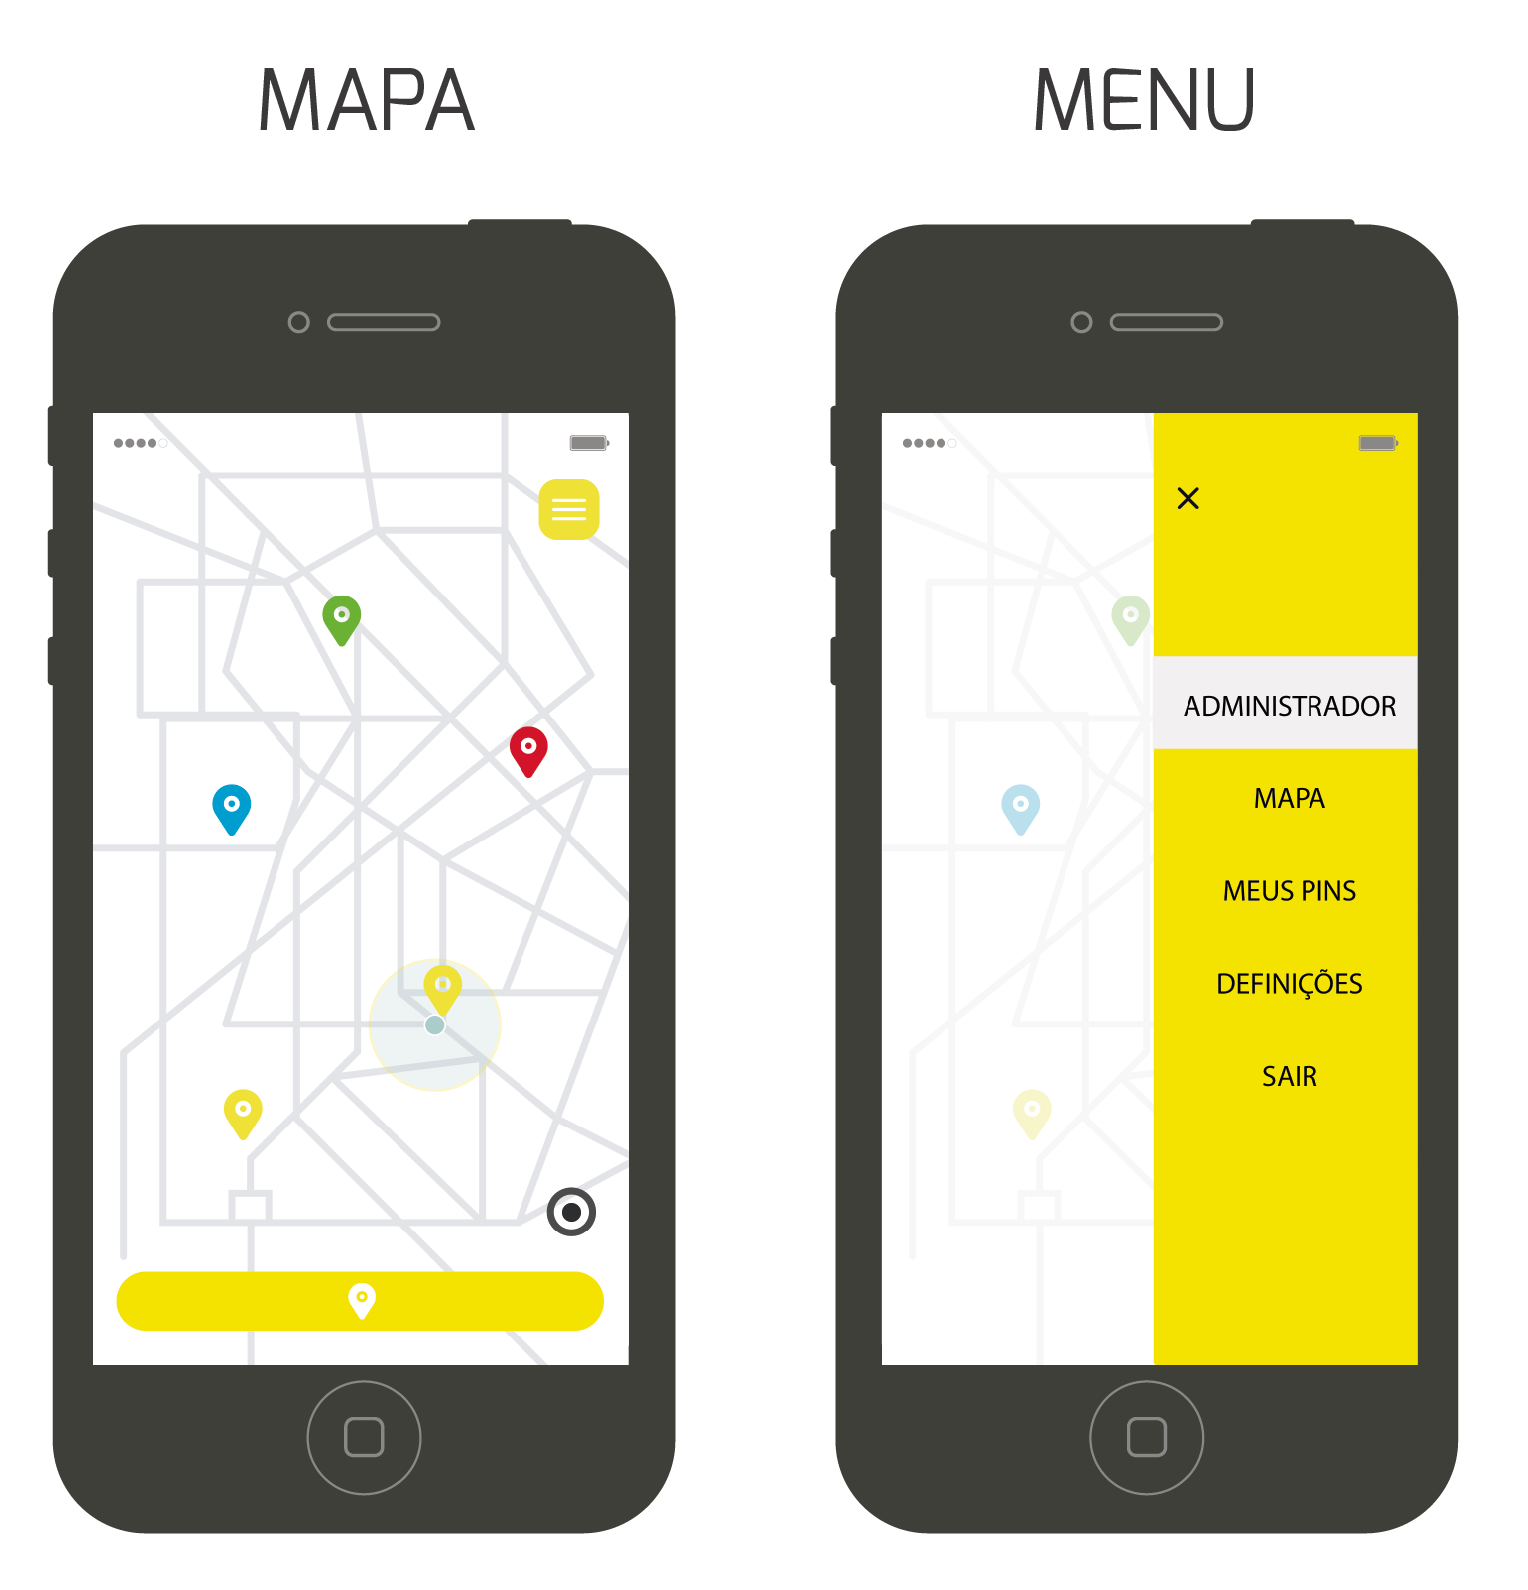 MAPA
MENU
ADMINISTRADOR
MAPA
MEUS PINS
DEFINIÇÕES
SAIR